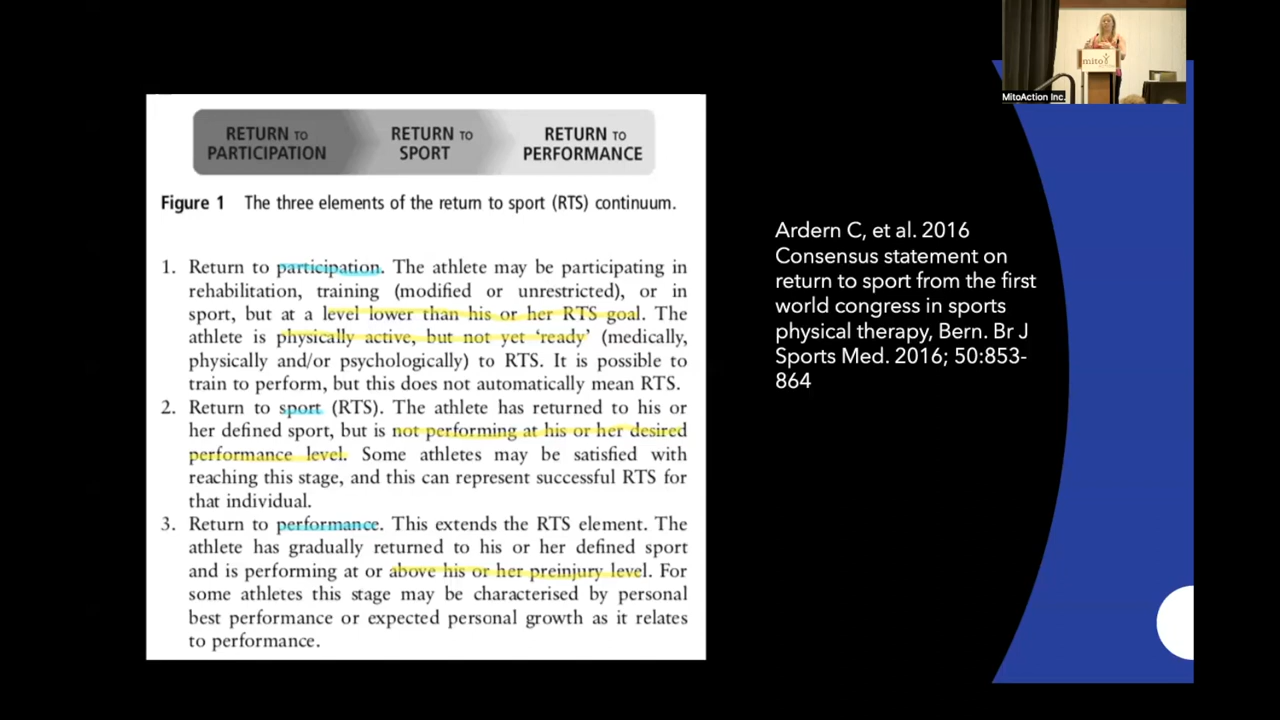 RETURN TO
PARTICIPATION
RETURN TO
SPORT
RETURN TO
PERFORMANCE
Figure 1 The three elements of the return to sport (RTS) continuum.
1. Return to participation. The athlete may be participating in
rehabilitation, training (modified or unrestricted), or in
sport, but at a level lower than his or her RTS goal. The
athlete is physically active, but not yet ‘ready’ (medically,
physically and/or psychologically) to RTS. It is possible to
train to perform, but this does not automatically mean RTS.
2. Return to sport (RTS). The athlete has returned to his or
her defined sport, but is not performing at his or her desired
performance level. Some athletes may be satisfied with
reaching this stage, and this can represent successful RTS for
that individual.
3. Return to performance. This extends the RTS element. The
athlete has gradually returned to his or her defined sport
and is performing at or above his or her preinjury level. For
some athletes this stage may be characterised by personal
best performance or expected personal growth as it relates
to performance.
Ardern C, et al. 2016
Consensus statement on
return to sport from the first
world congress in sports
physical therapy, Bern. Br J
Sports Med. 2016; 50:853-
864
mito
MitoAction Inc.